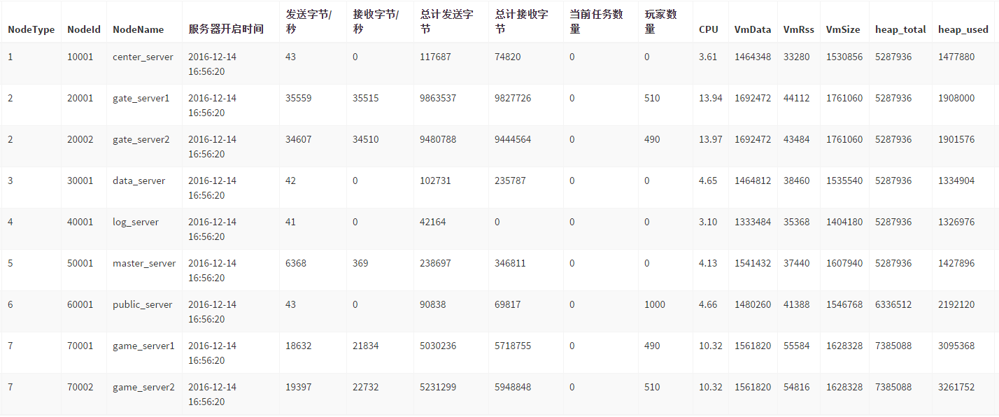 NodeType NodeId NodeName 服务器开启时间 发送字节/秒 接收字节/秒 总计发送字节 总计接收字节 当前任务数量 玩家数量 CPU VmData VmRss VmSize heap_total heap_used
1 10001 center_server 2016-12-14 16:56:20 43 0 117687 74820 0 0 3.61 1464348 33280 1530856 5287936 1477880
2 20001 gate_server1 2016-12-14 16:56:20 35559 35515 9863537 9827726 0 510 13.94 1692472 44112 1761060 5287936 1908000
2 20002 gate_server2 2016-12-14 16:56:20 34607 34510 9480788 9444564 0 490 13.97 1692472 43484 1761060 5287936 1901576
3 30001 data_server 2016-12-14 16:56:20 42 0 102731 235787 0 0 4.65 1464812 38460 1535540 5287936 1334904
4 40001 log_server 2016-12-14 16:56:20 41 0 42164 0 0 0 3.10 1333484 35368 1404180 5287936 1326976
5 50001 master_server 2016-12-14 16:56:20 6368 369 238697 346811 0 0 4.13 1541432 37440 1607940 5287936 1427896
6 60001 public_server 2016-12-14 16:56:20 43 0 90838 69817 0 1000 4.66 1480260 41388 1546768 6336512 2192120
7 70001 game_server1 2016-12-14 16:56:20 18632 21834 5030236 5718755 0 490 10.32 1561820 55584 1628328 7385088 3095368
7 70002 game_server2 2016-12-14 16:56:20 19397 22732 5231299 5948848 0 510 10.32 1561820 54816 1628328 7385088 3261752